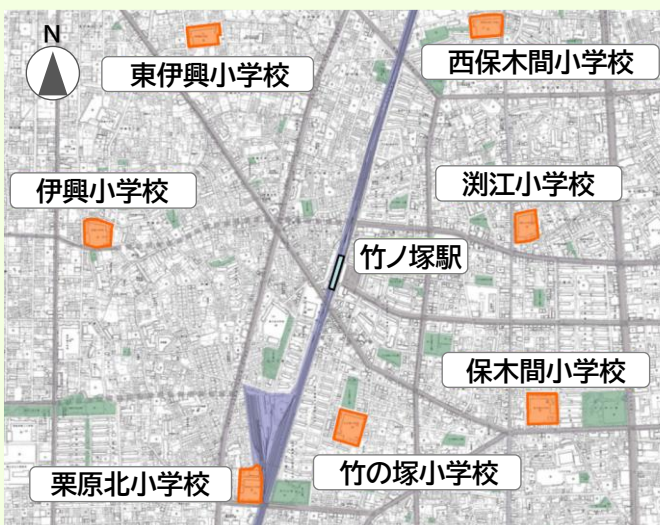 N
東伊興小学校
西保木間小学校
伊興小学校
渕江小学校
竹ノ塚駅
保木間小学校
竹の塚小学校
栗原北小学校